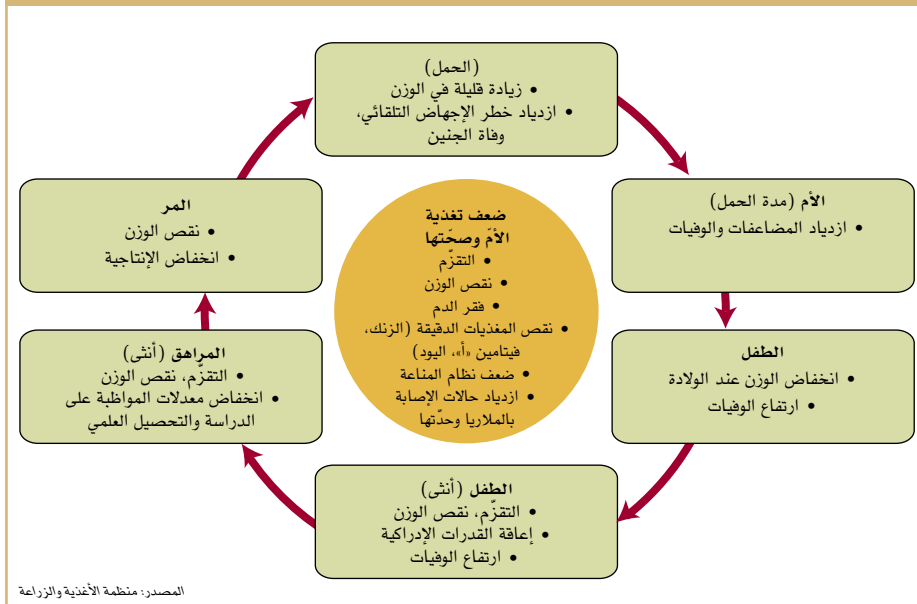 (الحمل)
• زيادة قليلة في الوزن
• ازدياد خطر الإجهاض التلقائي،
وفاة الجنين
الأم (مدة الحمل)
• ازدياد المضاعفات والوفيات
الطفل
• انخفاض الوزن عند الولادة
• ارتفاع الوفيات
الطفل (أنثى)
• التقزّم، نقص الوزن
• إعاقة القدرات الإدراكية
• ارتفاع الوفيات
المراهق (أنثى)
• التقزّم، نقص الوزن
• انخفاض معدلات المواظبة على
الدراسة والتحصيل العلمي
المر
• نقص الوزن
• انخفاض الإنتاجية
ضعف تغذية
الأمّ وصحّتها
• التقزّم
• نقص الوزن
• فقر الدم
• نقص المغذيات الدقيقة (الزنك،
فيتامين «أ»، اليود)
• ضعف نظام المناعة
• ازدياد حالات الإصابة
بالملاريا وحدّتها
المصدر: منظمة الأغذية والزراعة